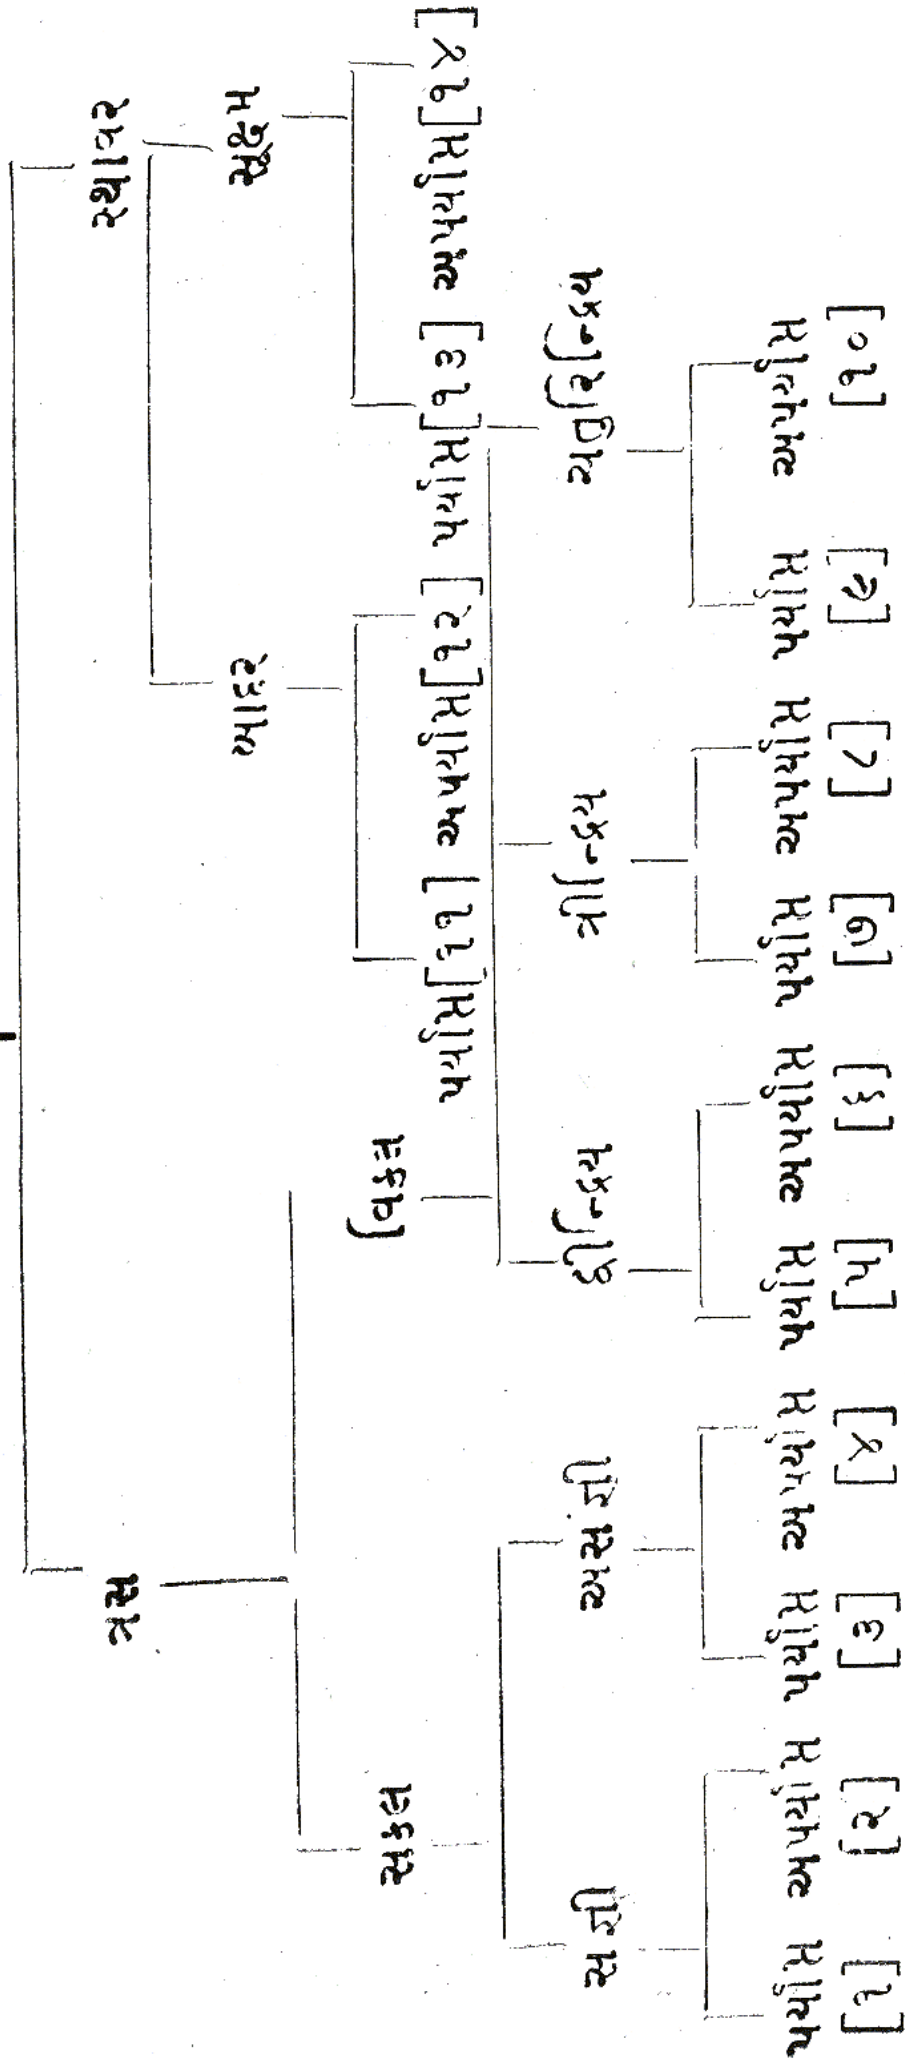 ત્રસ સ્થાવર
બાદર સૂક્ષ્મ
સકલ વિકલ
પર્યાપ્ત[૧૧] અપર્યાપ્ત[૧૨] પર્યાપ્ત[૧૩] અપર્યાપ્ત[૧૪]
સ ગી અસ ગી દ્વીન્દ્રિય ત્રીન્દ્રિય ચતુરિન્દ્રિય
પર્યાપ્ત અપર્યાપ્ત પર્યાપ્ત અપર્યાપ્ત પર્યાપ્ત અપર્યાપ્ત પર્યાપ્ત અપર્યાપ્ત પર્યાપ્ત અપર્યાપ્ત
[૧] [૨] [૩] [૪] [૫] [૬] [૭] [૮] [૯] [૧૦]